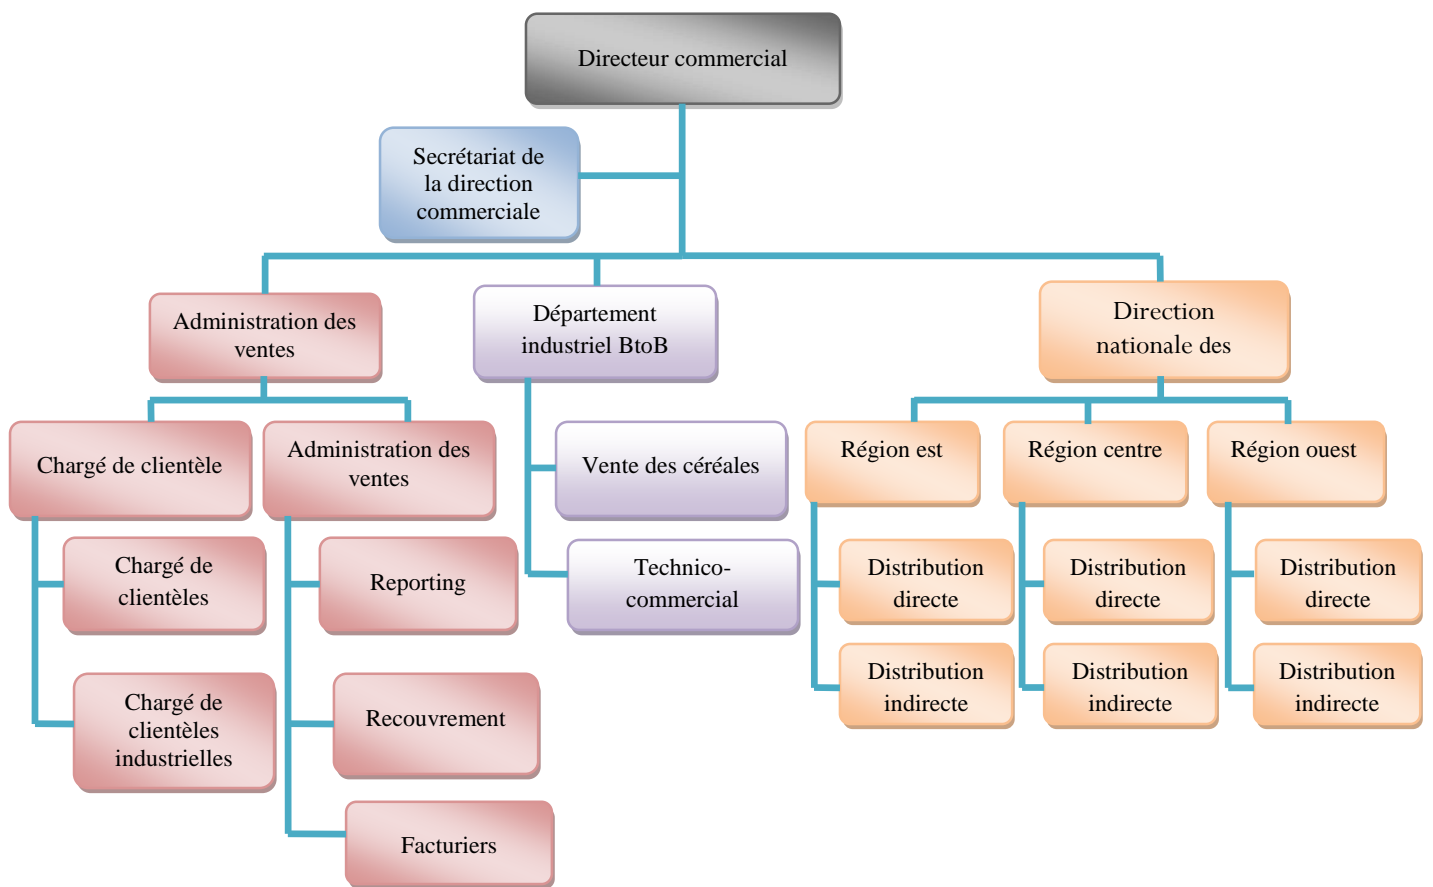 Directeur commercial
Secrétariat de
la direction
commerciale
Administration des
ventes
Département
industriel BtoB
Direction
nationale des
Chargé de clientèle
Administration des
ventes
Vente des céréales
Région est
Région centre
Région ouest
Chargé de
clientèles
Reporting
Technico-
commercial
Distribution
directe
Distribution
directe
Distribution
directe
Chargé de
clientèles
industrielles
Recouvrement
Distribution
indirecte
Distribution
indirecte
Distribution
indirecte
Facturiers